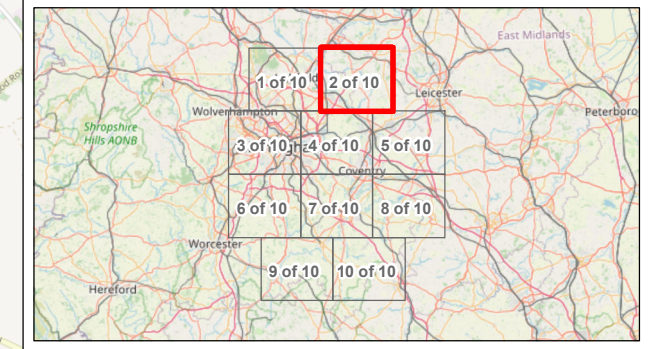 East Midlands
1 of 10
2 of 10
Leicester
Wolverhampton
Peterboro
Shropshire
Hills AONB
3 of 10
4 of 10
5 of 10
Coventry
6 of 10
7 of 10
8 of 10
Worcester
9 of 10
10 of 10
Hereford